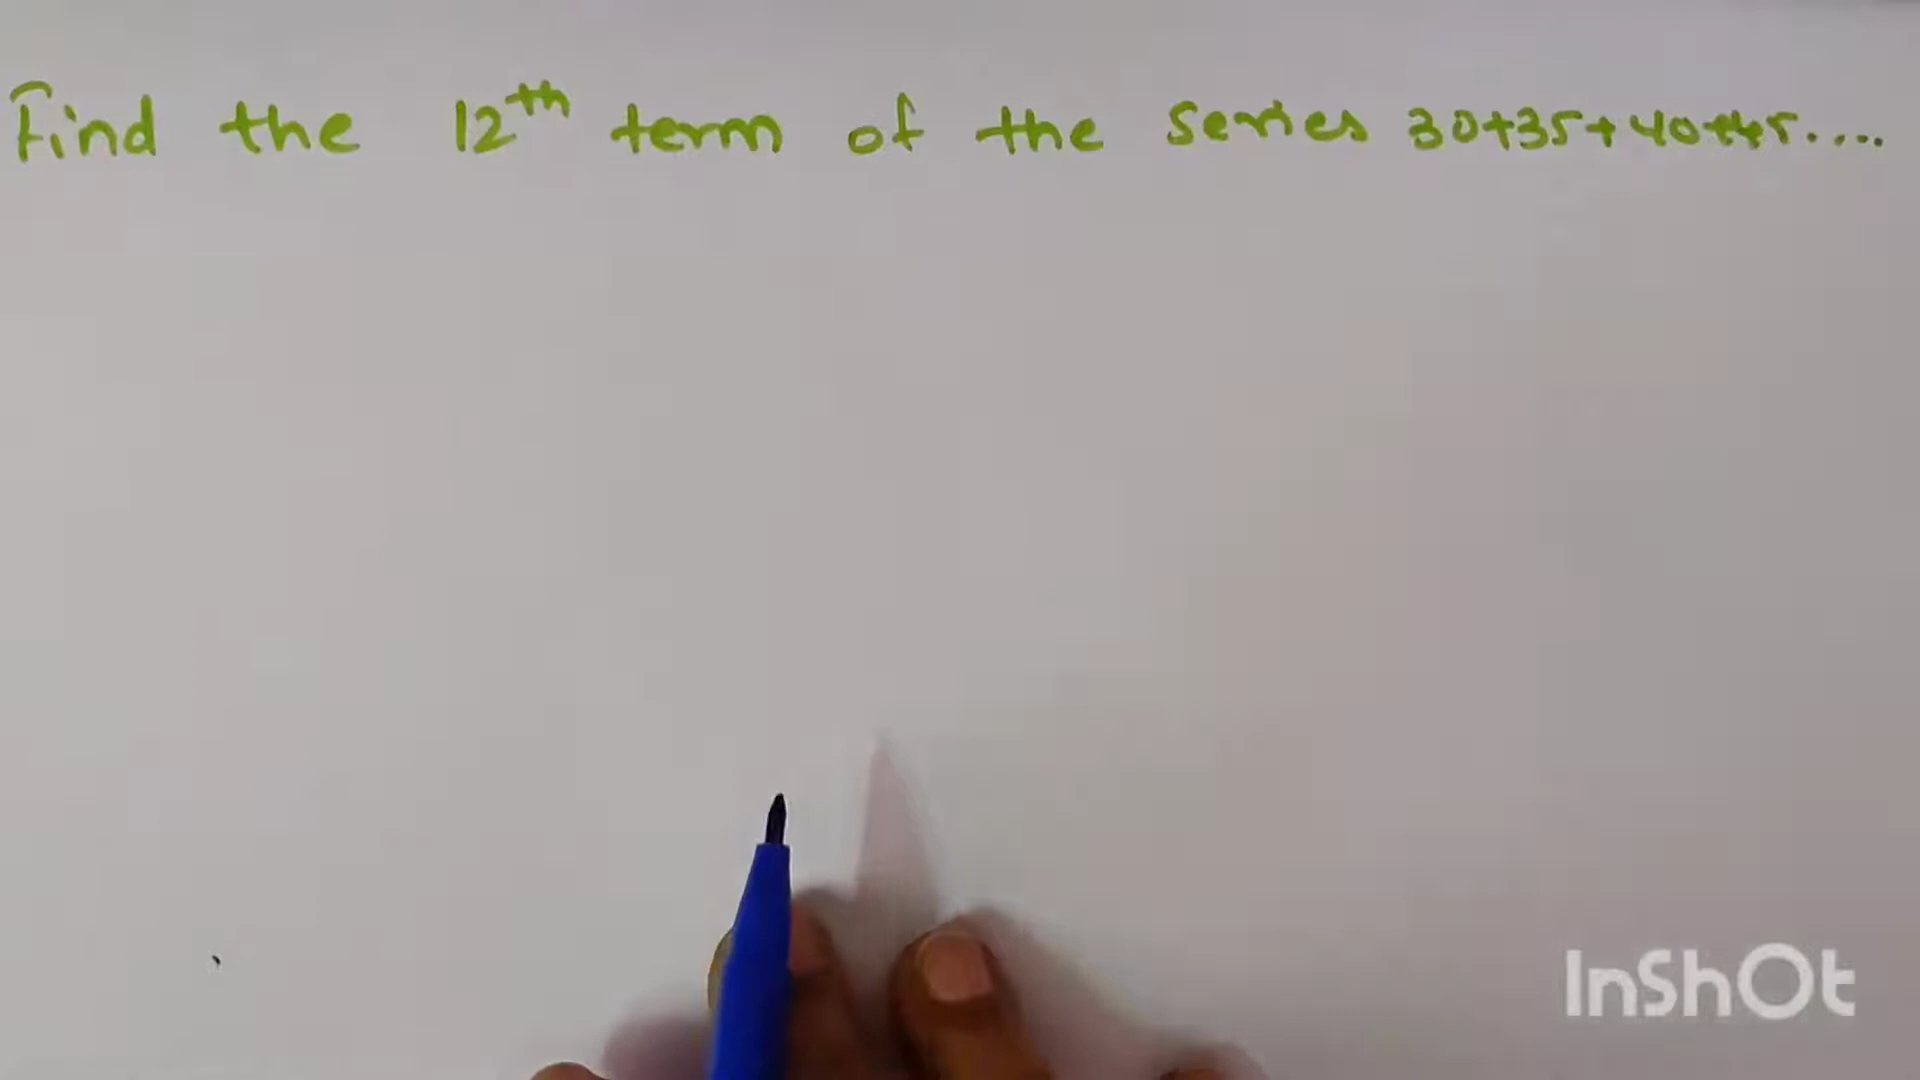 Find the 12th term of the series 30+35+40+45....
InShOt